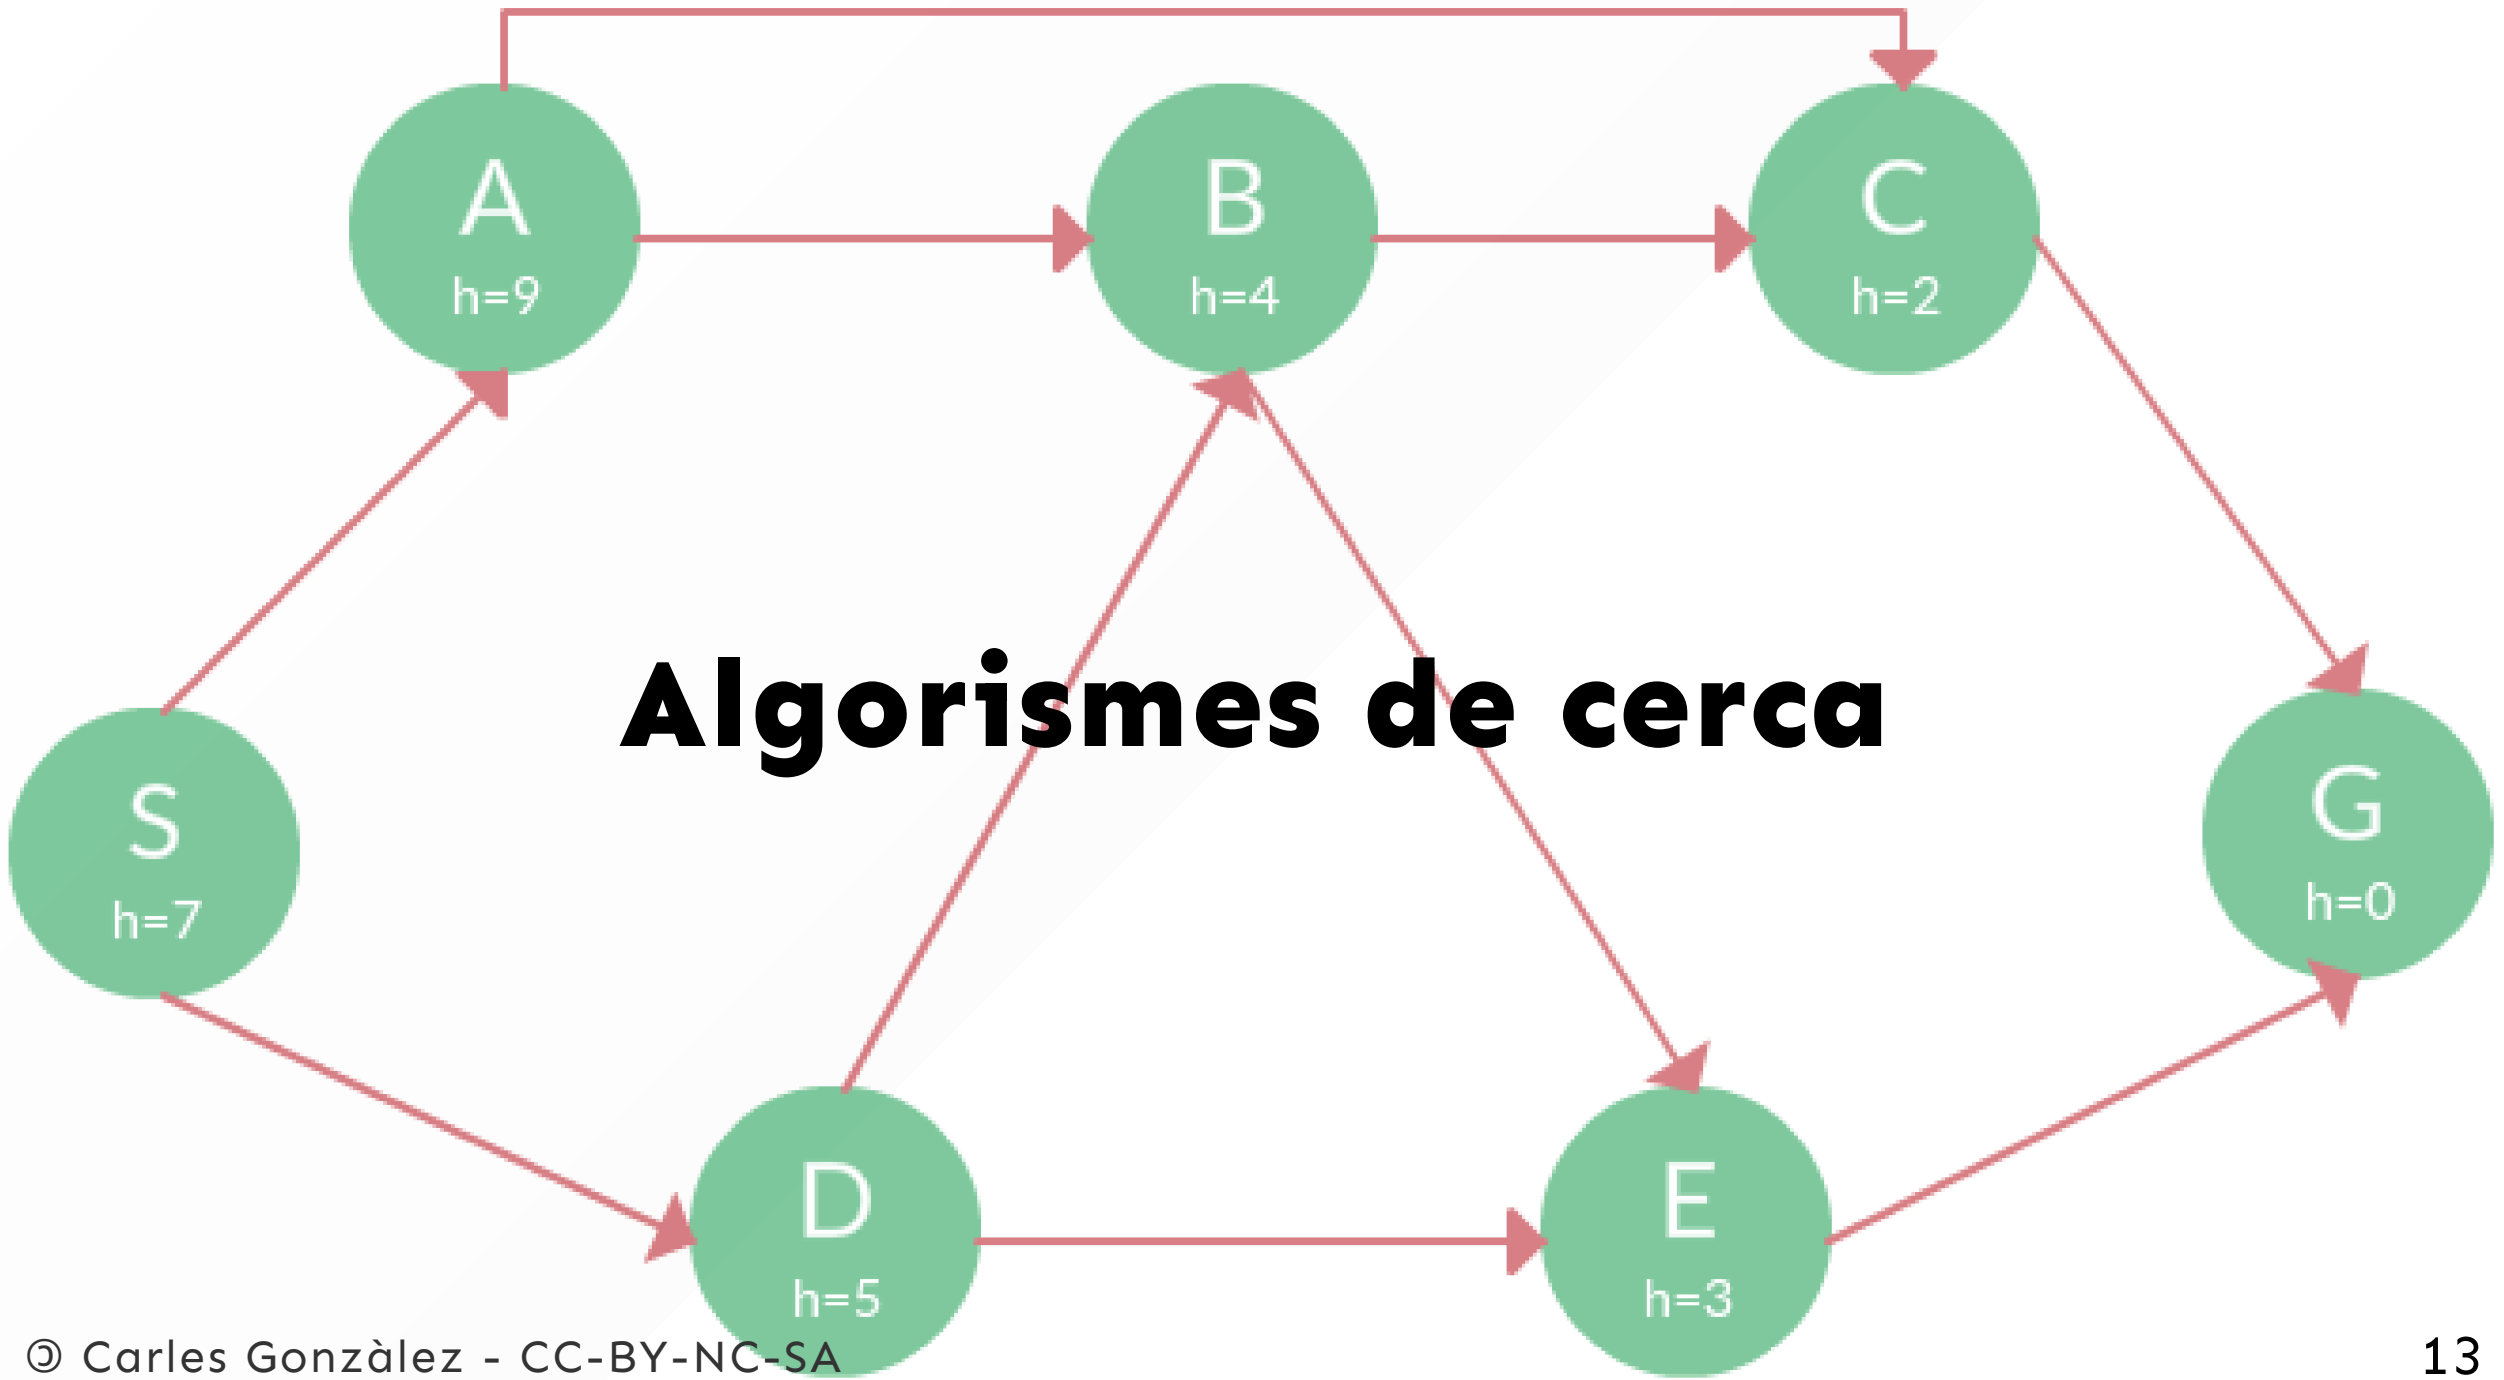 A
h=9
B
h=4
C
h=2
Algorismes de cerca
S
h=7
G
h=0
D
h=5
E
h=3
© Carles Gonzàlez - CC-BY-NC-SA
13